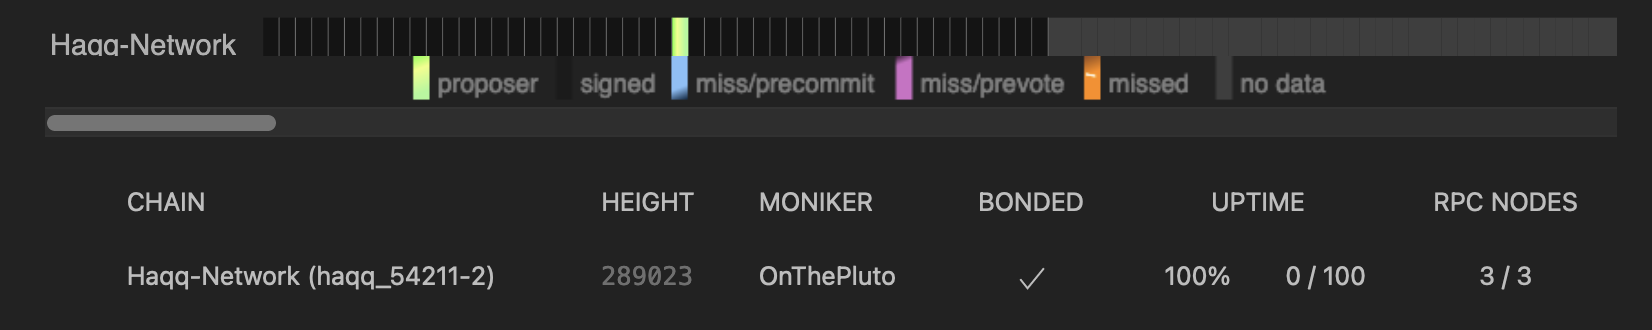 Haqq-Network
proposer signed miss/precommit miss/prevote missed no data
CHAIN HEIGHT MONIKER BONDED UPTIME RPC NODES
Haqq-Network (haqq_54211-2) 289023 OnThePluto ✓ 100% 0 / 100 3 / 3